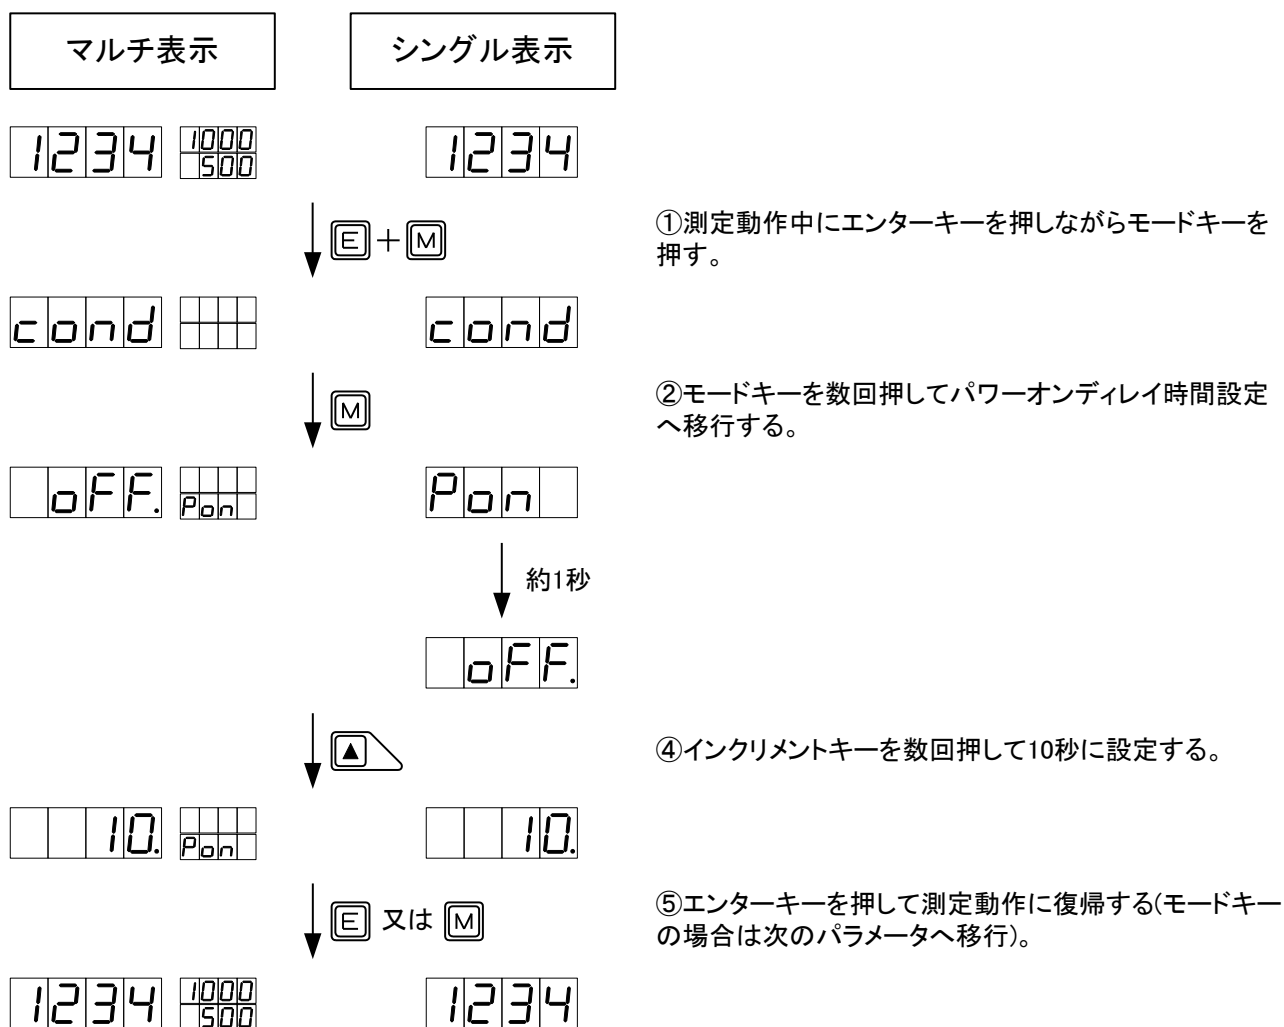 マルチ表示
シングル表示
1234 1000
500
1234
E+M
①測定動作中にエンターキーを押しながらモードキーを
押す。
cond
cond
M
②モードキーを数回押してパワーオンディレイ時間設定
へ移行する。
oFF. Pon
Pon
約1秒
oFF.
▲
④インクリメントキーを数回押して10秒に設定する。
10. Pon
10.
E 又は M
⑤エンターキーを押して測定動作に復帰する(モードキー
の場合は次のパラメータへ移行)。
1234 1000
500
1234